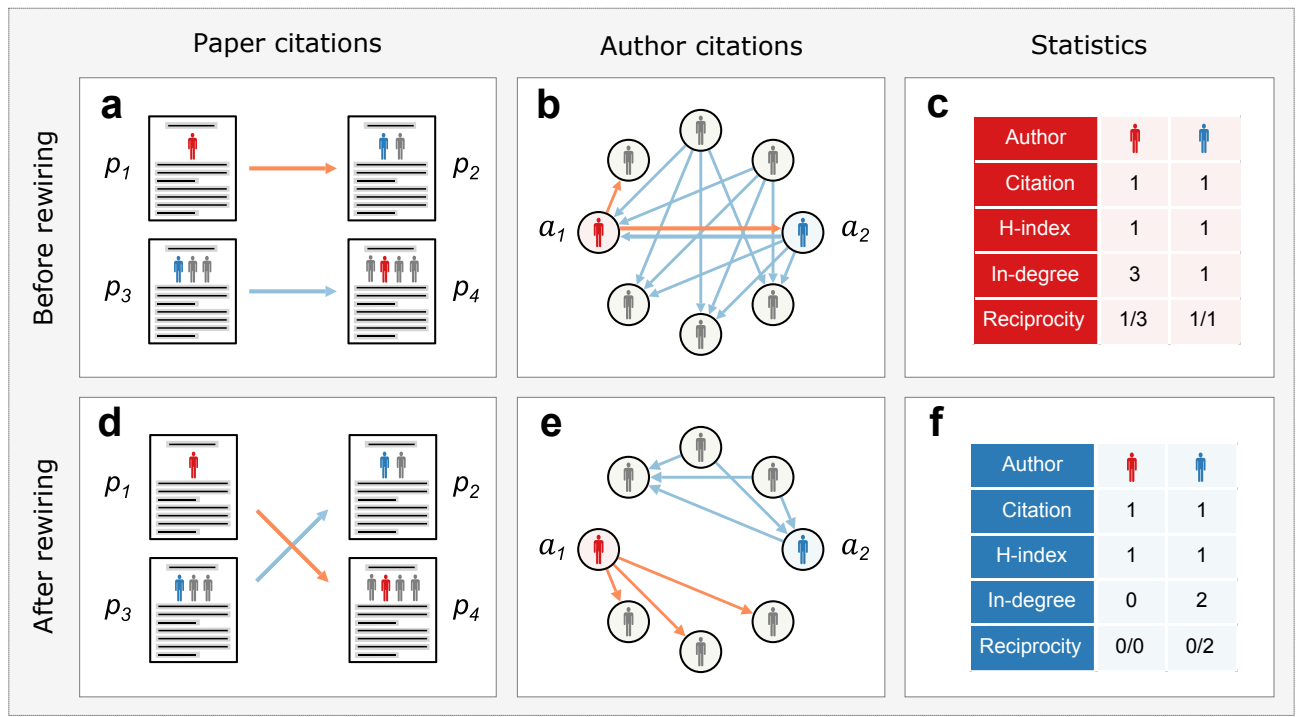 Paper citations
Author citations
Statistics
Before rewiring
a
p1
p2
p3
p4
b
a1
a2
c
Author
Citation 1 1
H-index 1 1
In-degree 3 1
Reciprocity 1/3 1/1
After rewiring
d
p1
p2
p3
p4
e
a1
a2
f
Author
Citation 1 1
H-index 1 1
In-degree 0 2
Reciprocity 0/0 0/2